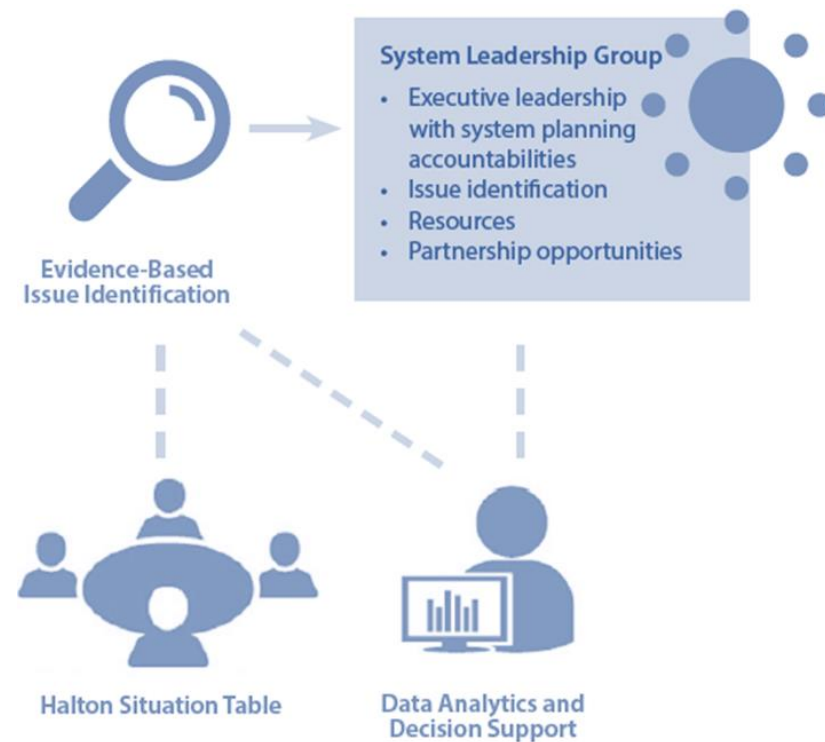 System Leadership Group
• Executive leadership
with system planning
accountabilities
• Issue identification
• Resources
• Partnership opportunities
Evidence-Based
Issue Identification
Halton Situation Table
Data Analytics and
Decision Support